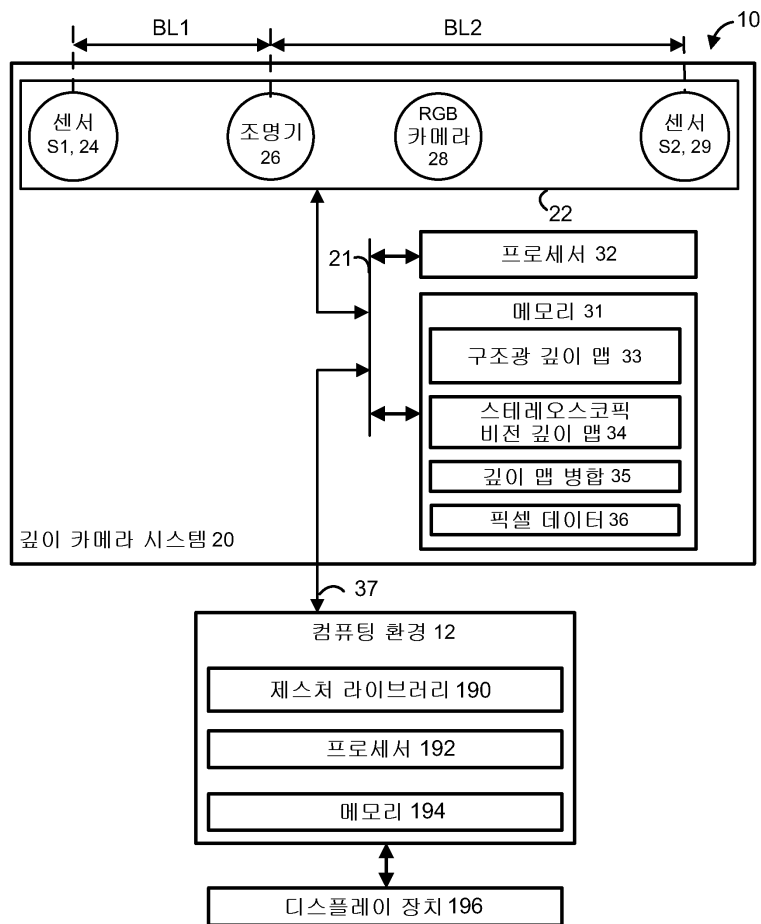 BL1
BL2
10
센서
S1, 24
조명기
26
RGB
카메라
28
센서
S2, 29
22
21
프로세서 32
메모리 31
구조광 깊이 맵 33
스테레오스코픽
비전 깊이 맵 34
깊이 맵 병합 35
픽셀 데이터 36
깊이 카메라 시스템 20
37
컴퓨팅 환경 12
제스처 라이브러리 190
프로세서 192
메모리 194
디스플레이 장치 196